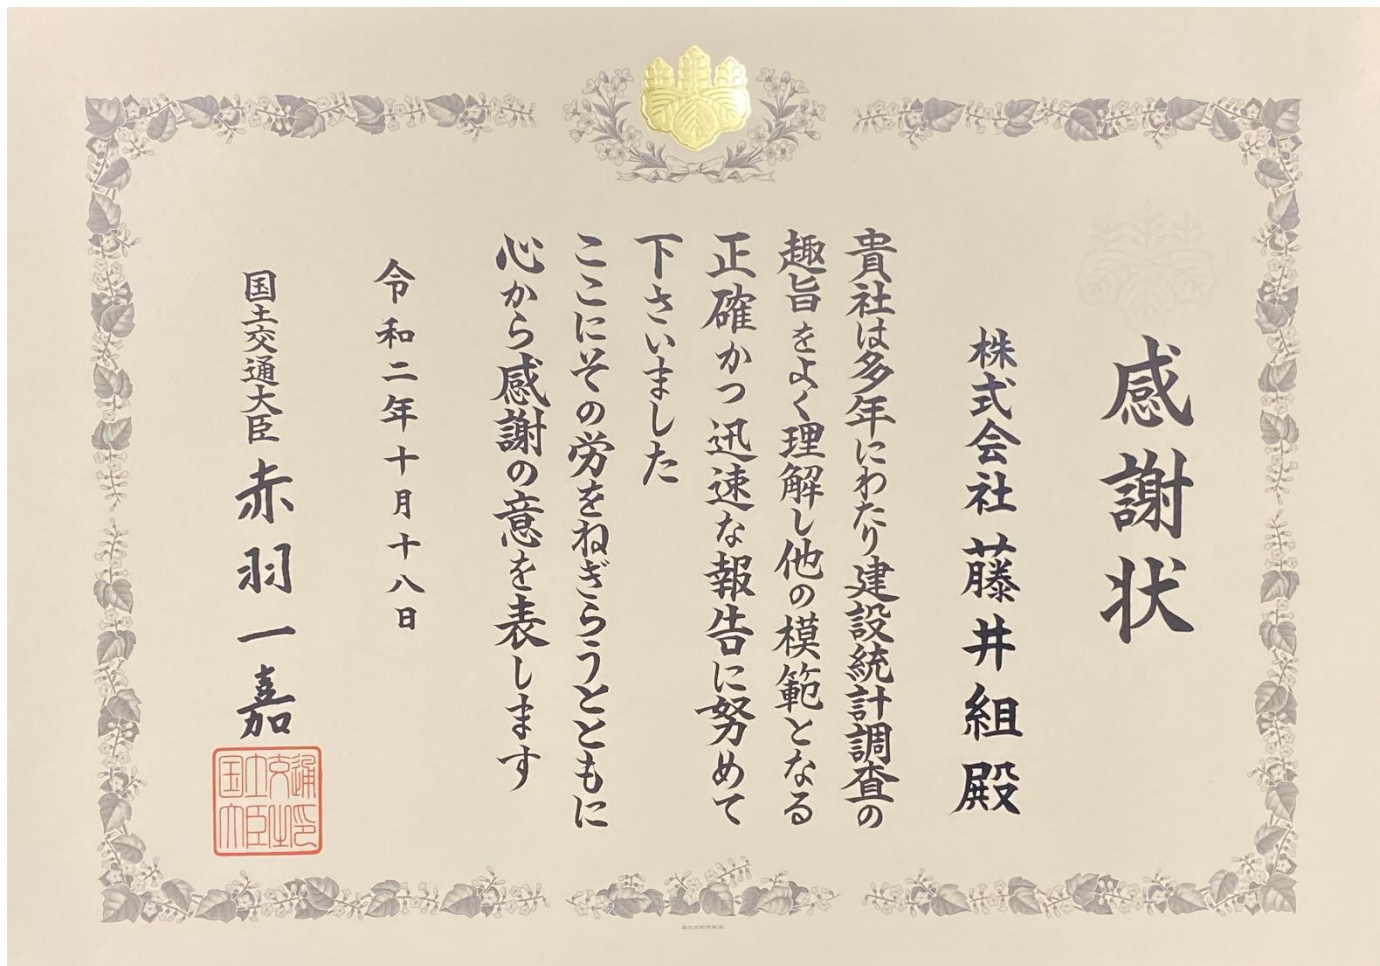 感謝状
株式会社 藤井組 殿
貴社は多年にわたり建設統計調査の
趣旨をよく理解し他の模範となる
正確かつ迅速な報告に努めて
下さいました
ここにその労をねぎらうとともに
心から感謝の意を表します
令和二年十月十八日
国土交通大臣 赤羽一嘉